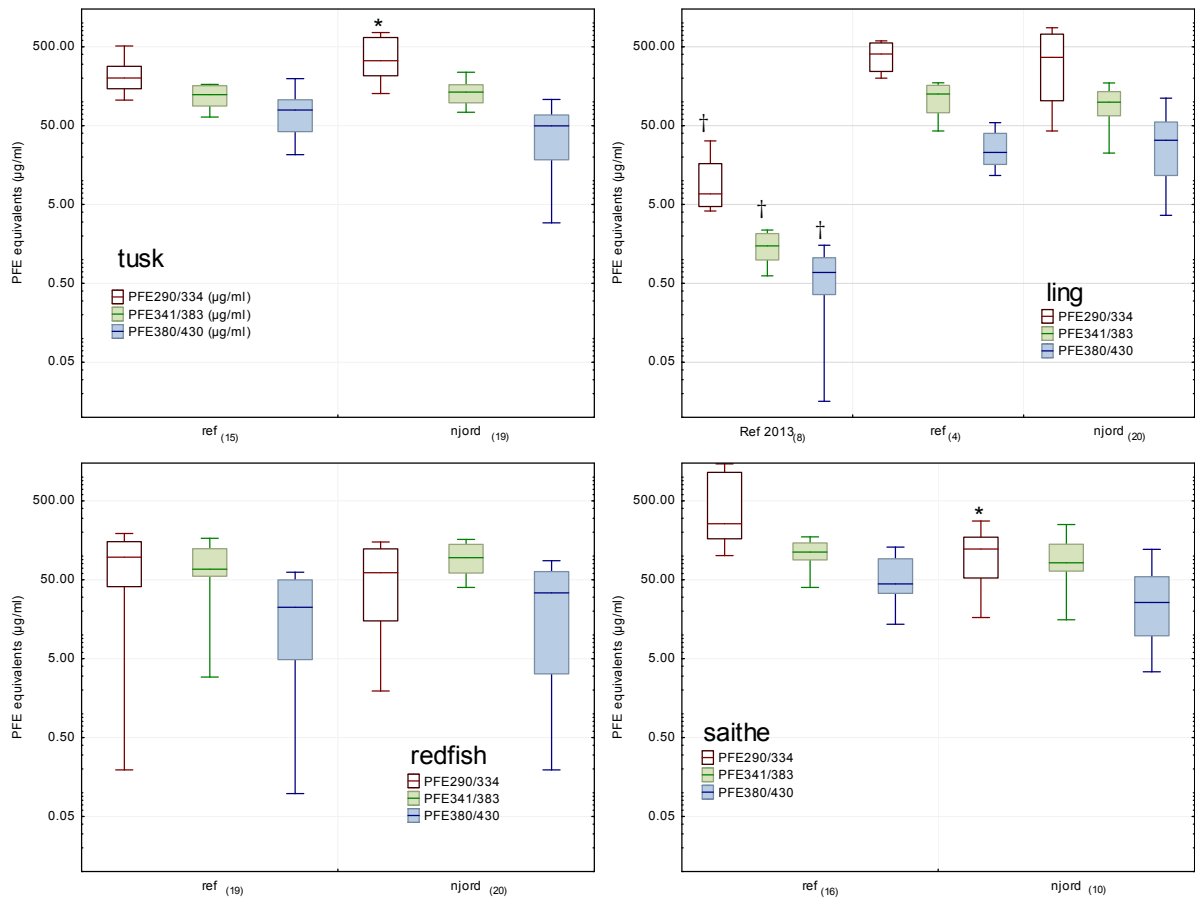 PFE equivalents (µg/ml)
500.00
50.00
5.00
0.50
0.05
*
tusk
PFE290/334 (µg/ml)
PFE341/383 (µg/ml)
PFE380/430 (µg/ml)
ref (15)
njord (19)
PFE equivalents (µg/ml)
500.00
50.00
5.00
0.50
0.05
†
†
†
ling
PFE290/334
PFE341/383
PFE380/430
Ref 2013(8)
ref (4)
njord (20)
PFE equivalents (µg/ml)
500.00
50.00
5.00
0.50
0.05
redfish
PFE290/334
PFE341/383
PFE380/430
ref (19)
njord (20)
PFE equivalents (µg/ml)
500.00
50.00
5.00
0.50
0.05
*
saithe
PFE290/334
PFE341/383
PFE380/430
ref (16)
njord (10)